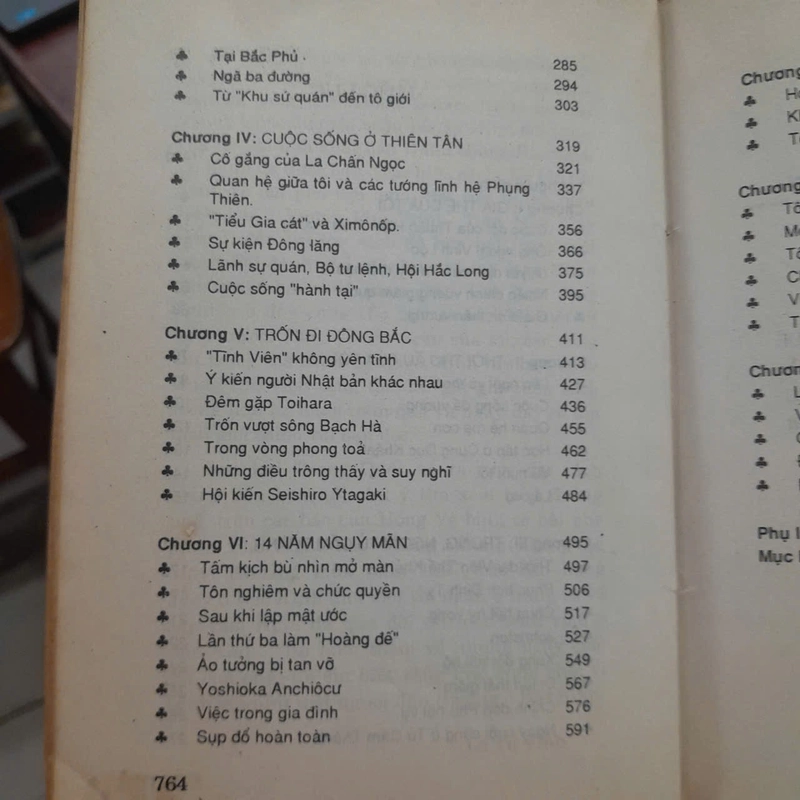 ♣ Tại Bắc Phủ . 285
♣ Ngã ba đường 294
♣ Từ "Khu sứ quán" đến tô giới 303
Chương IV: CUỘC SỐNG Ở THIÊN TÂN 319
♣ Cố gắng của La Chấn Ngọc 321
♣ Quan hệ giữa tôi và các tướng lĩnh hệ Phụng 337
Thiên.
♣ "Tiểu Gia cát" và Ximônốp. 356
♣ Sự kiện Đông lăng 366
♣ Lãnh sự quán, Bộ tư lệnh, Hội Hắc Long 375
♣ Cuộc sống "hành tại" 395
Chương V: TRỐN ĐI ĐÔNG BẮC 411
♣ "Tĩnh Viên" không yên tĩnh 413
♣ Ý kiến người Nhật bản khác nhau 427
♣ Đêm gặp Toihara 436
♣ Trốn vượt sông Bạch Hà 455
♣ Trong vòng phong toả 462
♣ Những điều trông thấy và suy nghĩ 477
♣ Hội kiến Seishiro Ytagaki 484
Chương VI: 14 NĂM NGỤY MÃN 495
♣ Tấm kịch bù nhìn mở màn 497
♣ Tôn nghiêm và chức quyền 506
♣ Sau khi lập mật ước 517
♣ Lần thứ ba làm "Hoàng đế" 527
♣ Ảo tưởng bị tan vỡ 549
♣ Yoshioka Anchiôcư 567
♣ Việc trong gia đình 576
♣ Sụp đổ hoàn toàn 591
764
Chương
Chương
Chương
Phụ
Mục